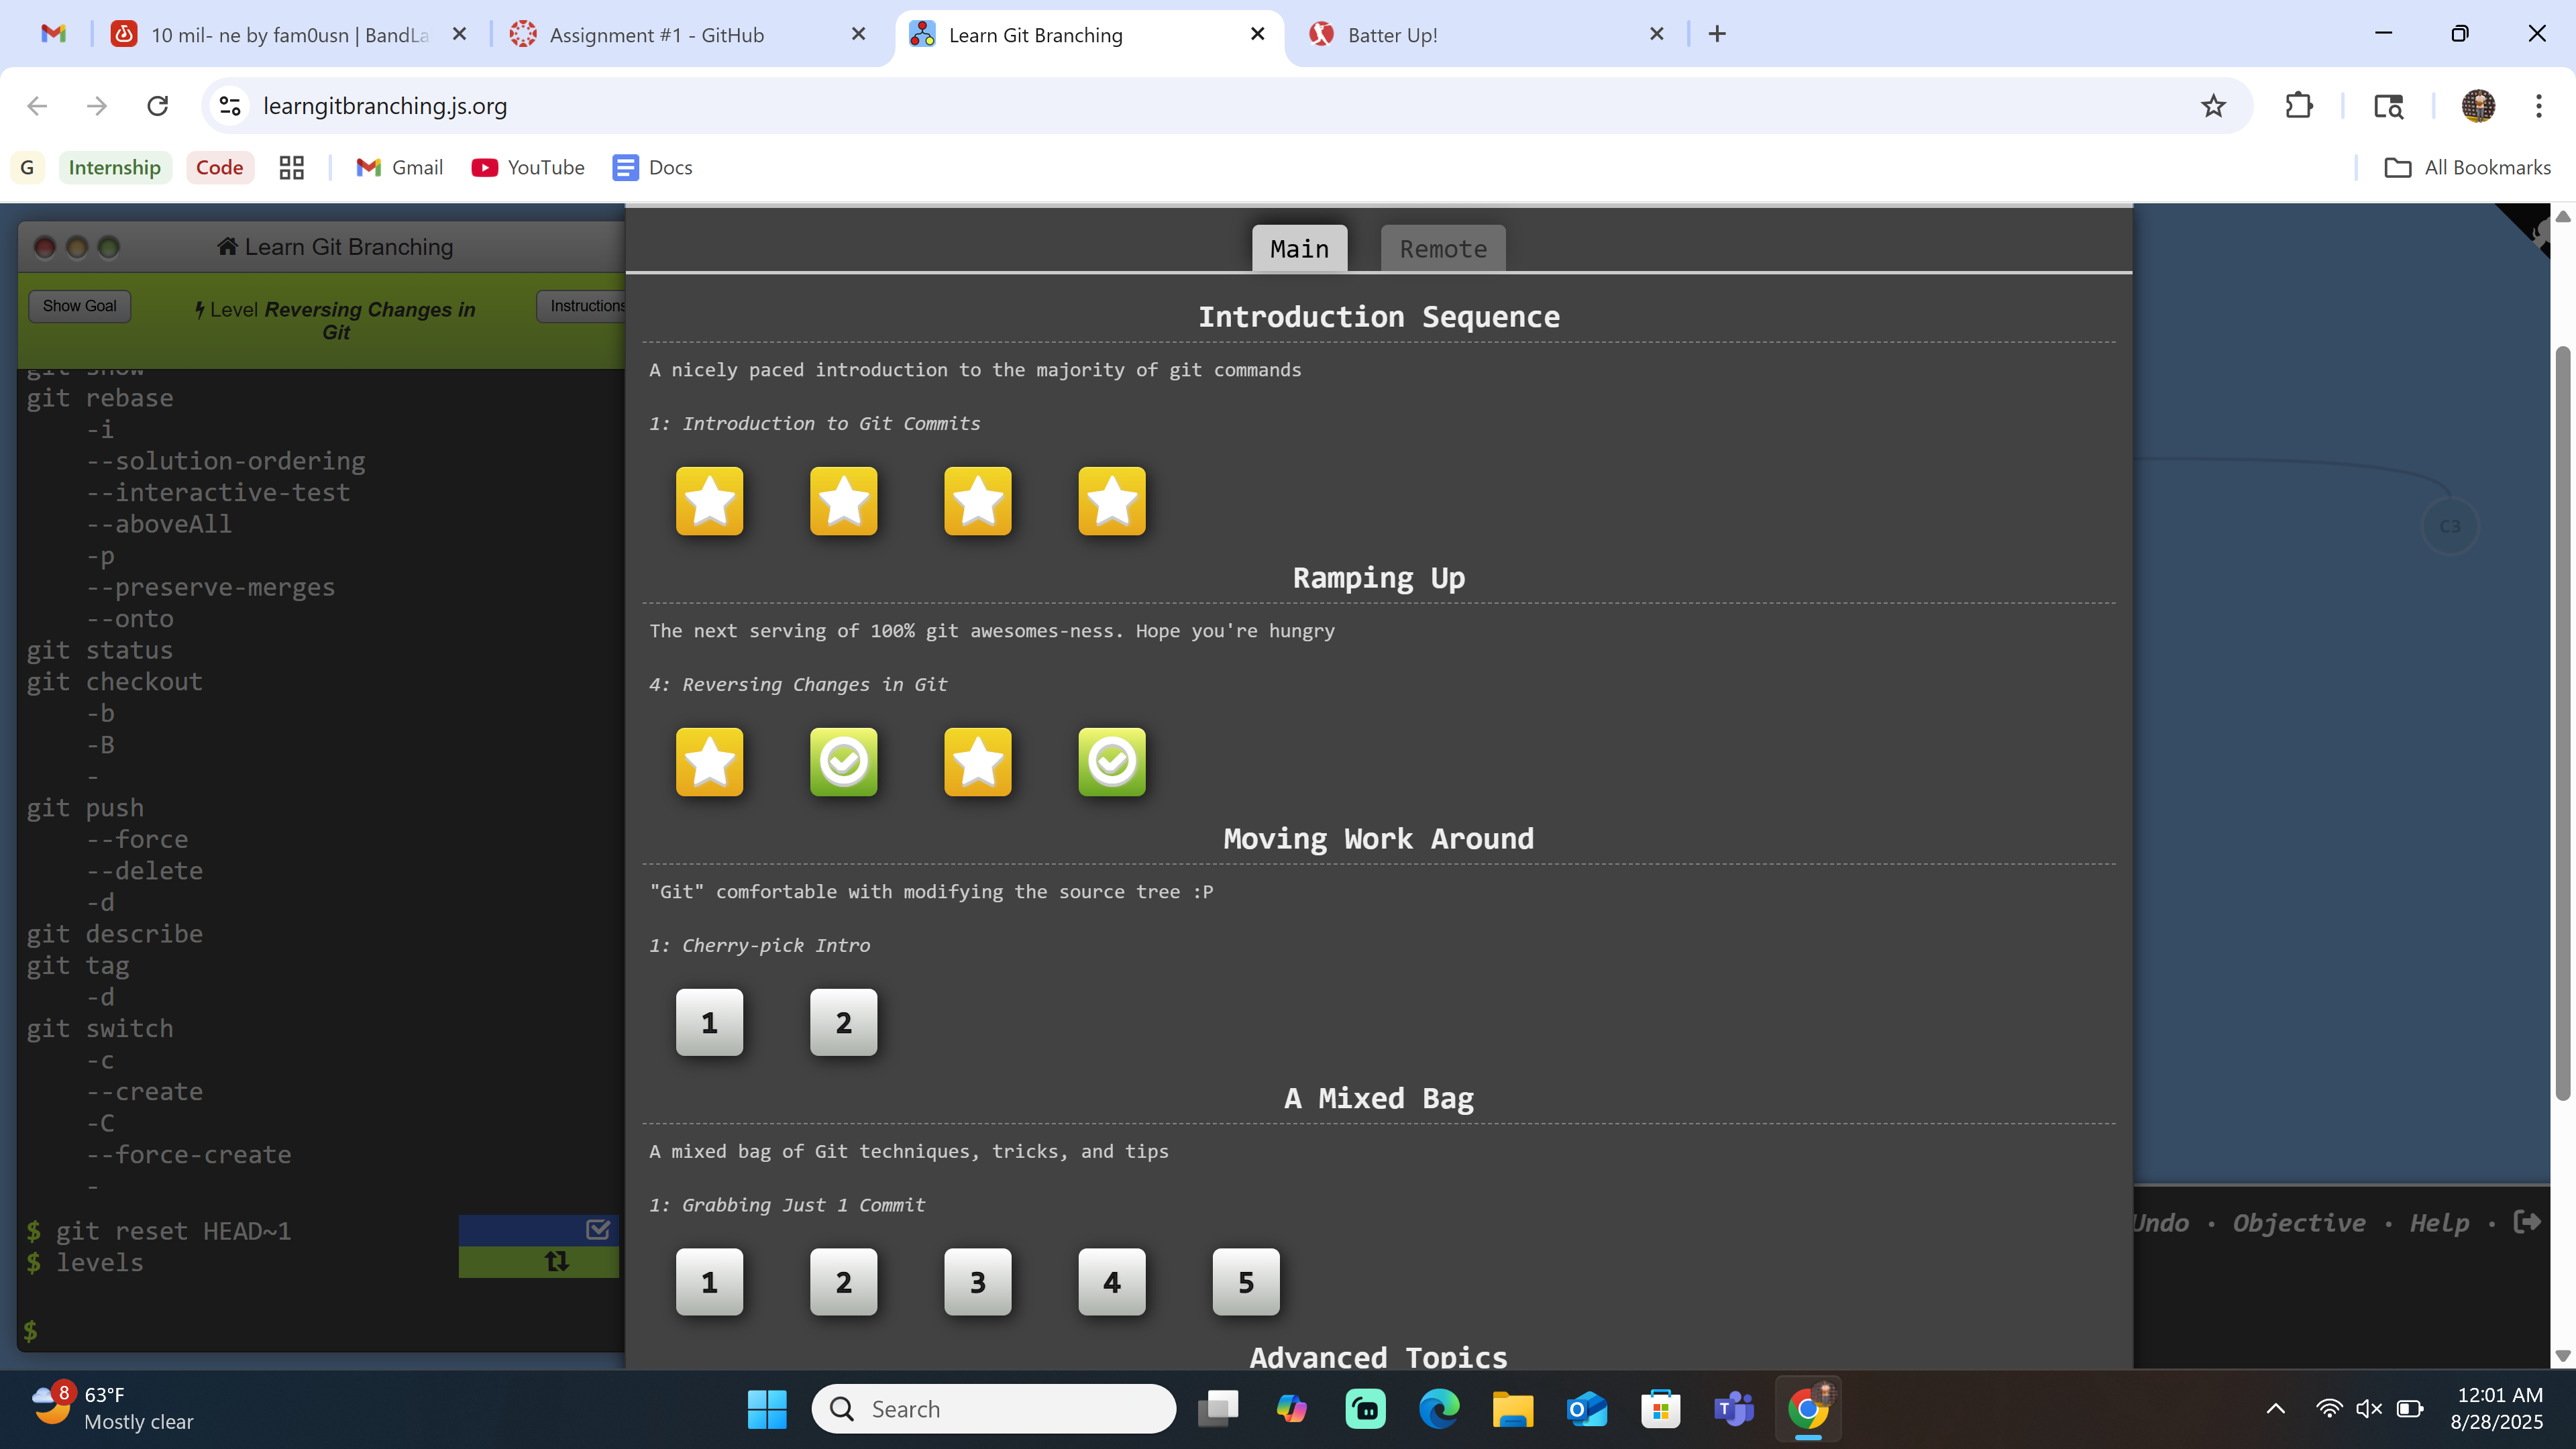 10 mil- ne by fam0usn | BandLa
Assignment #1 - GitHub
Learn Git Branching
Batter Up!
learngitbranching.js.org
G
Internship
Code
Gmail
YouTube
Docs
All Bookmarks
Learn Git Branching
Show Goal
Level Reversing Changes in
Git
Instructions
git show
git rebase
-i
--solution-ordering
--interactive-test
--aboveAll
-p
--preserve-merges
--onto
git status
git checkout
-b
-B
-
git push
--force
--delete
-d
git describe
git tag
-d
git switch
-c
--create
-C
--force-create
-
$ git reset HEAD~1
$ levels
$
Main
Remote
Introduction Sequence
A nicely paced introduction to the majority of git commands
1: Introduction to Git Commits
Ramping Up
The next serving of 100% git awesomes-ness. Hope you're hungry
4: Reversing Changes in Git
Moving Work Around
"Git" comfortable with modifying the source tree :P
1: Cherry-pick Intro
1 2
A Mixed Bag
A mixed bag of Git techniques, tricks, and tips
1: Grabbing Just 1 Commit
1 2 3 4 5
Advanced Topics
C3
Undo • Objective • Help •
8
63°F
Mostly clear
Search
12:01 AM
8/28/2025